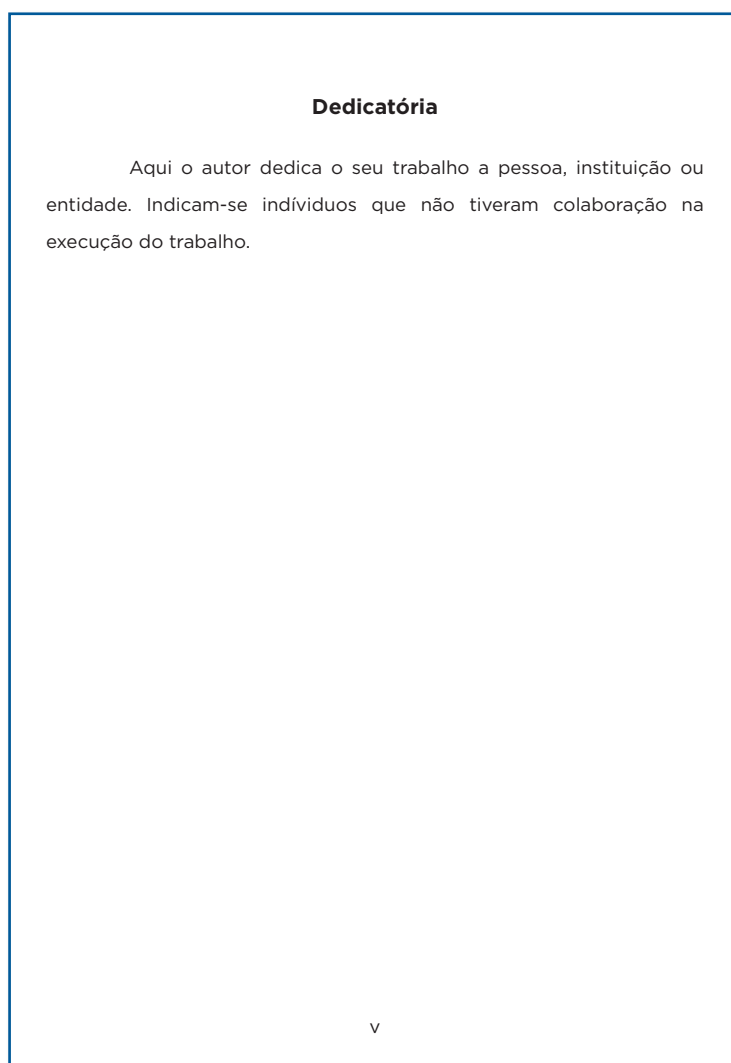 Dedicatória
Aqui o autor dedica o seu trabalho a pessoa, instituição ou
entidade. Indicam-se indíviduos que não tiveram colaboração na
execução do trabalho.
v